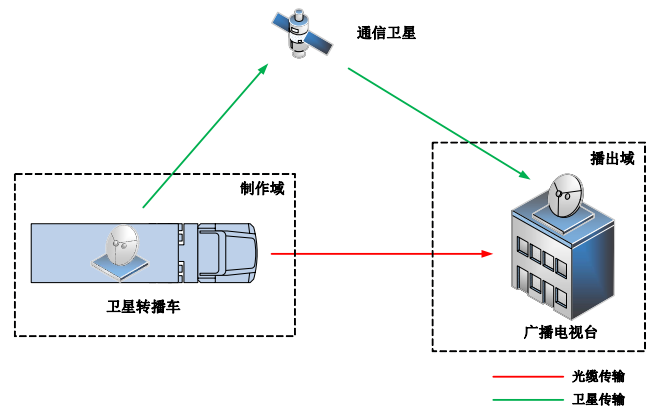 通信卫星
播出域
制作域
卫星转播车
广播电视台
光缆传输
卫星传输